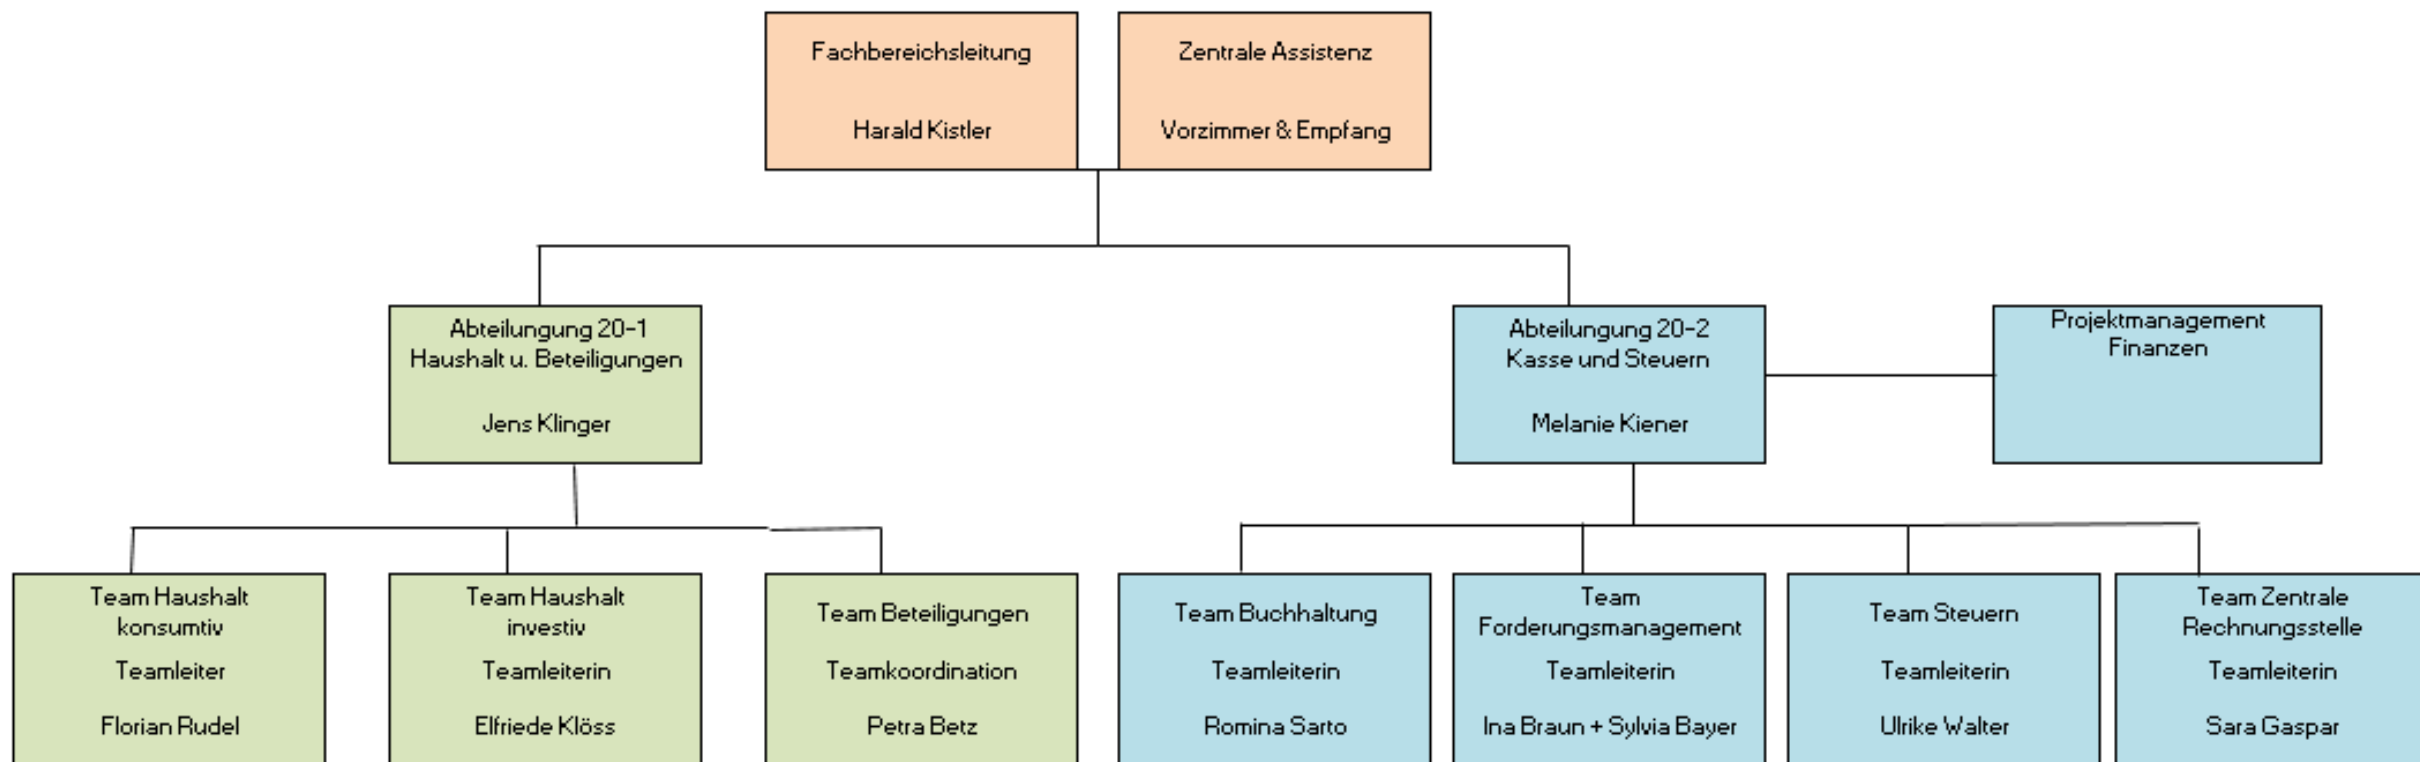 Fachbereichsleitung
Harald Kistler
Zentrale Assistenz
Vorzimmer & Empfang
Abteilungung 20-1
Haushalt u. Beteiligungen
Jens Klinger
Abteilungung 20-2
Kasse und Steuern
Melanie Kiener
Projektmanagement
Finanzen
Team Haushalt
konsumtiv
Teamleiter
Florian Rudel
Team Haushalt
investiv
Teamleiterin
Elfriede Klöss
Team Beteiligungen
Teamkoordination
Petra Betz
Team Buchhaltung
Teamleiterin
Romina Sarto
Team
Forderungsmanagement
Teamleiterin
Ina Braun + Sylvia Bayer
Team Steuern
Teamleiterin
Ulrike Walter
Team Zentrale
Rechnungsstelle
Teamleiterin
Sara Gaspar